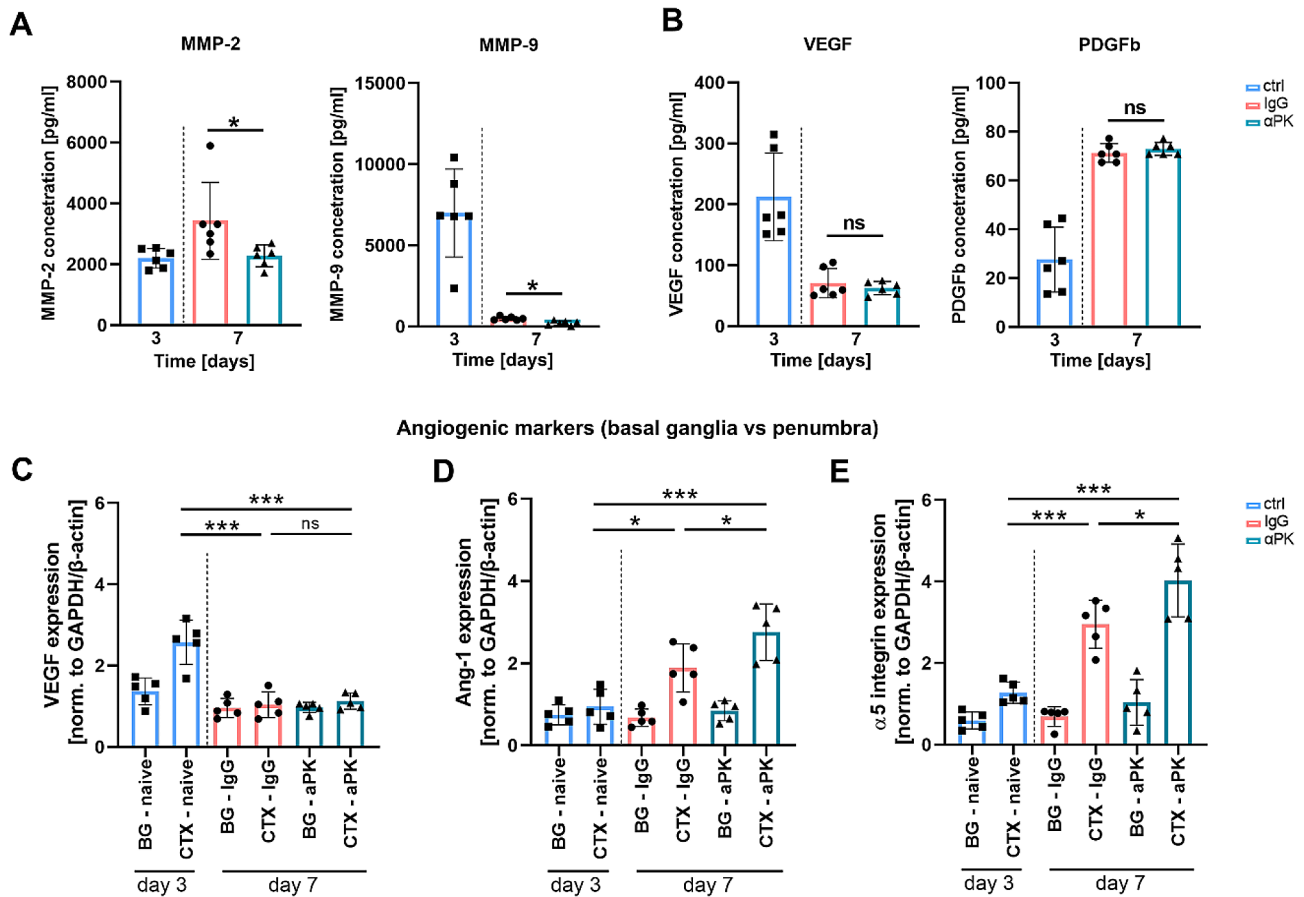 A
B
MMP-2
MMP-9
VEGF
PDGFb
MMP-2 concetration [pg/ml]
8000
6000
4000
2000
0
*
3
7
Time [days]
MMP-9 concetration [pg/ml]
15000
10000
5000
0
*
3
7
Time [days]
VEGF concetration [pg/ml]
400
300
200
100
0
ns
3
7
Time [days]
PDGFb concetration [pg/ml]
100
80
60
40
20
0
ns
3
7
Time [days]
ctrl
IgG
αPK
Angiogenic markers (basal ganglia vs penumbra)
C
VEGF expression
[norm. to GAPDH/β-actin]
6
4
2
0
***
***
ns
BG - naive
CTX - naive
BG - IgG
CTX - IgG
BG - aPK
CTX - aPK
day 3
day 7
D
Ang-1 expression
[norm. to GAPDH/β-actin]
6
4
2
0
***
*
*
BG - naive
CTX - naive
BG - IgG
CTX - IgG
BG - aPK
CTX - aPK
day 3
day 7
E
α5 integrin expression
[norm. to GAPDH/β-actin]
6
4
2
0
***
***
*
BG - naive
CTX - naive
BG - IgG
CTX - IgG
BG - aPK
CTX - aPK
day 3
day 7
ctrl
IgG
αPK